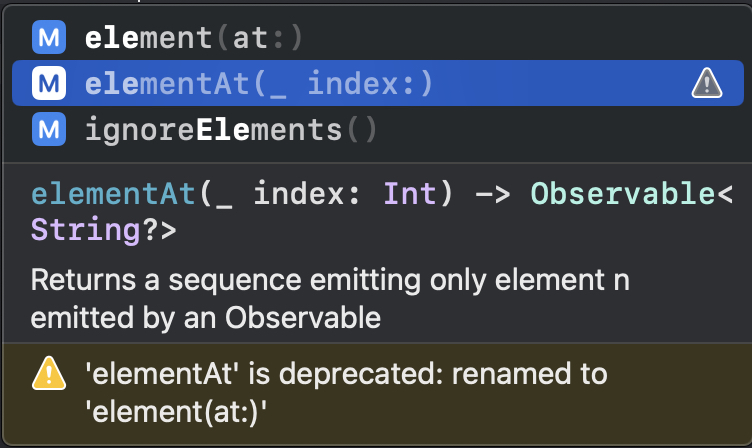 M element(at:)
M elementAt(_ index:)
M ignoreElements()
elementAt(_ index: Int) -> Observable<
String?>
Returns a sequence emitting only element n
emitted by an Observable
'elementAt' is deprecated: renamed to
'element(at:)'